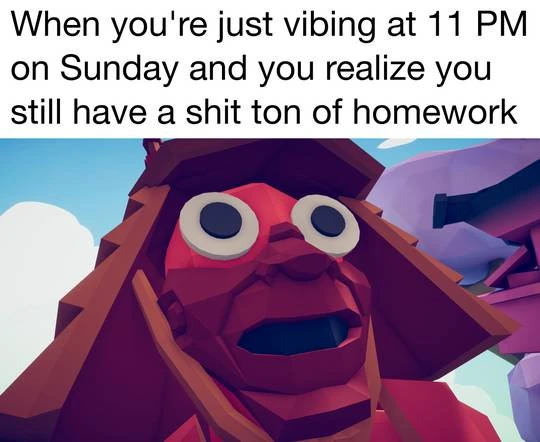 When you're just vibing at 11 PM
on Sunday and you realize you
still have a shit ton of homework